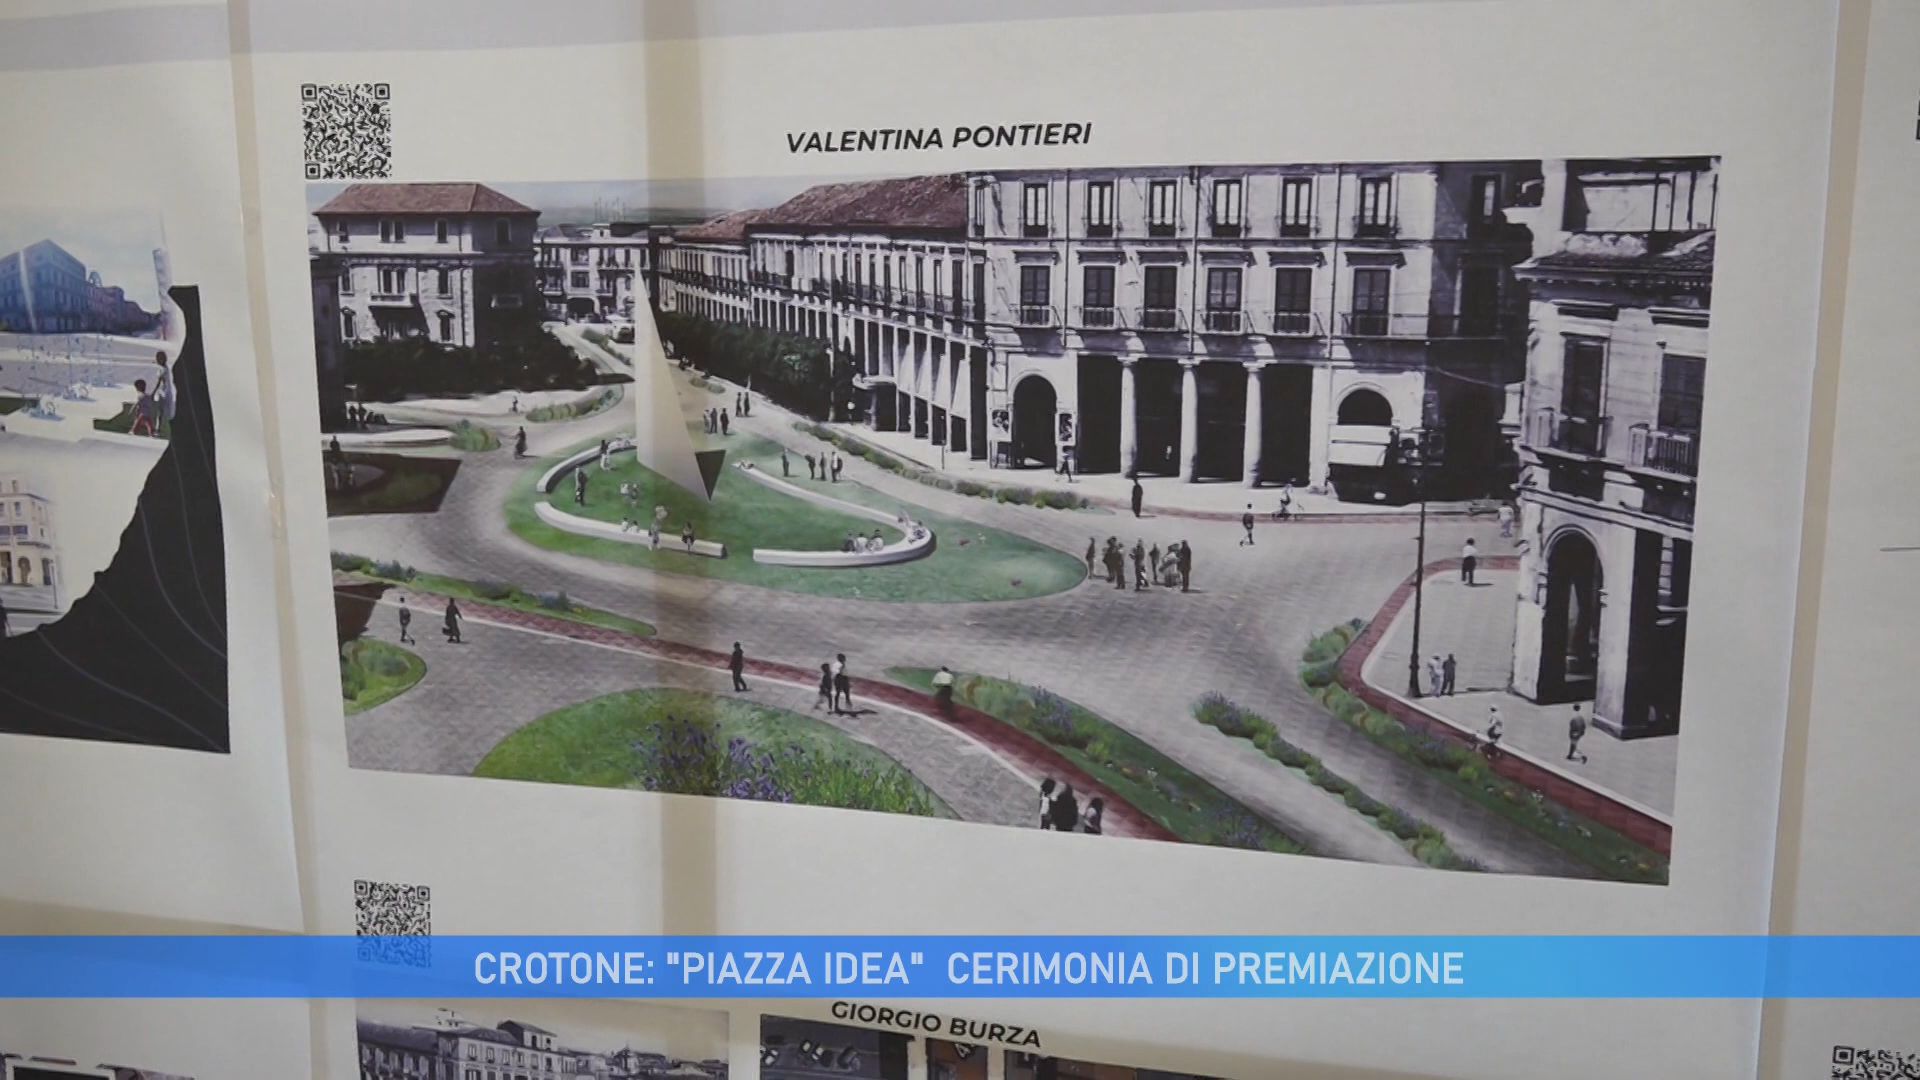 VALENTINA PONTIERI
CROTONE: "PIAZZA IDEA" CERIMONIA DI PREMIAZIONE
GIORGIO BURZA